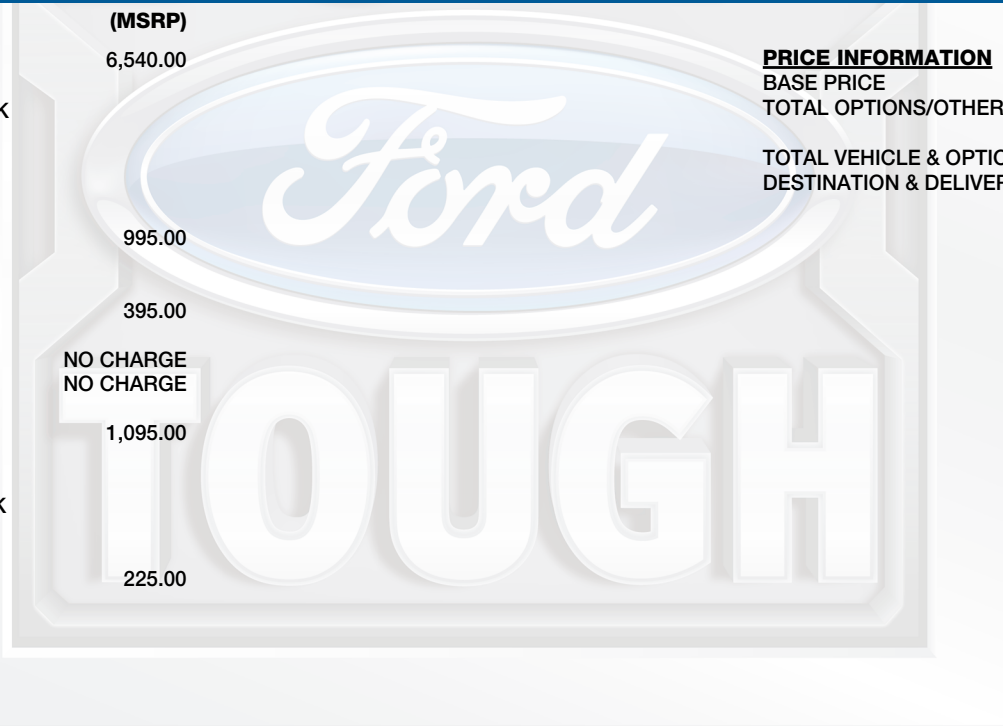 (MSRP)
6,540.00
K
995.00
395.00
NO CHARGE
NO CHARGE
1,095.00
K
225.00
PRICE INFORMATION
BASE PRICE
TOTAL OPTIONS/OTHER
TOTAL VEHICLE & OPTIO
DESTINATION & DELIVER
Ford
TOUGH